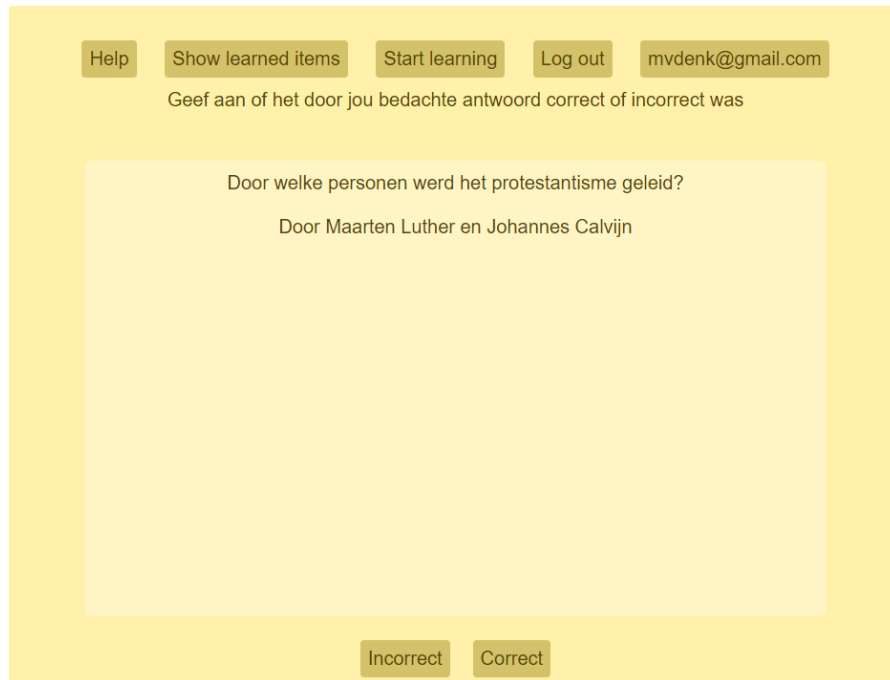 Help Show learned items Start learning Log out mvdenk@gmail.com
Geef aan of het door jou bedachte antwoord correct of incorrect was
Door welke personen werd het protestantisme geleid?
Door Maarten Luther en Johannes Calvijn
Incorrect Correct